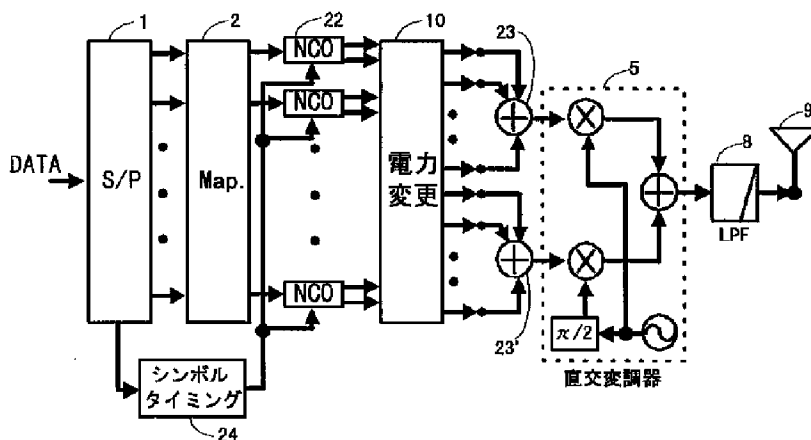 1
2
22
10
23
5
8
9
NCO
NCO
NCO
DATA
S/P
Map.
電力
変更
LPF
π/2
23'
直交変調器
シンボル
タイミング
24